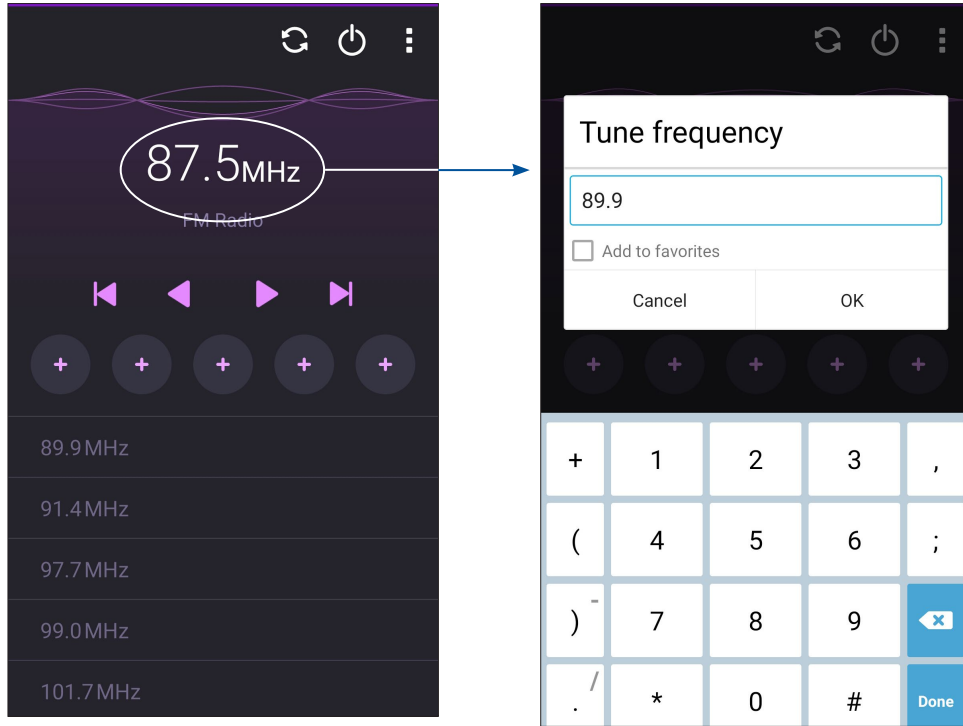 87.5MHz
FM Radio
+ + + + +
89.9MHz
91.4MHz
97.7MHz
99.0MHz
101.7MHz
Tune frequency
89.9
Add to favorites
Cancel OK
+ + + + +
+ 1 2 3 ,
( 4 5 6 ;
) - 7 8 9
. / * 0 # Done